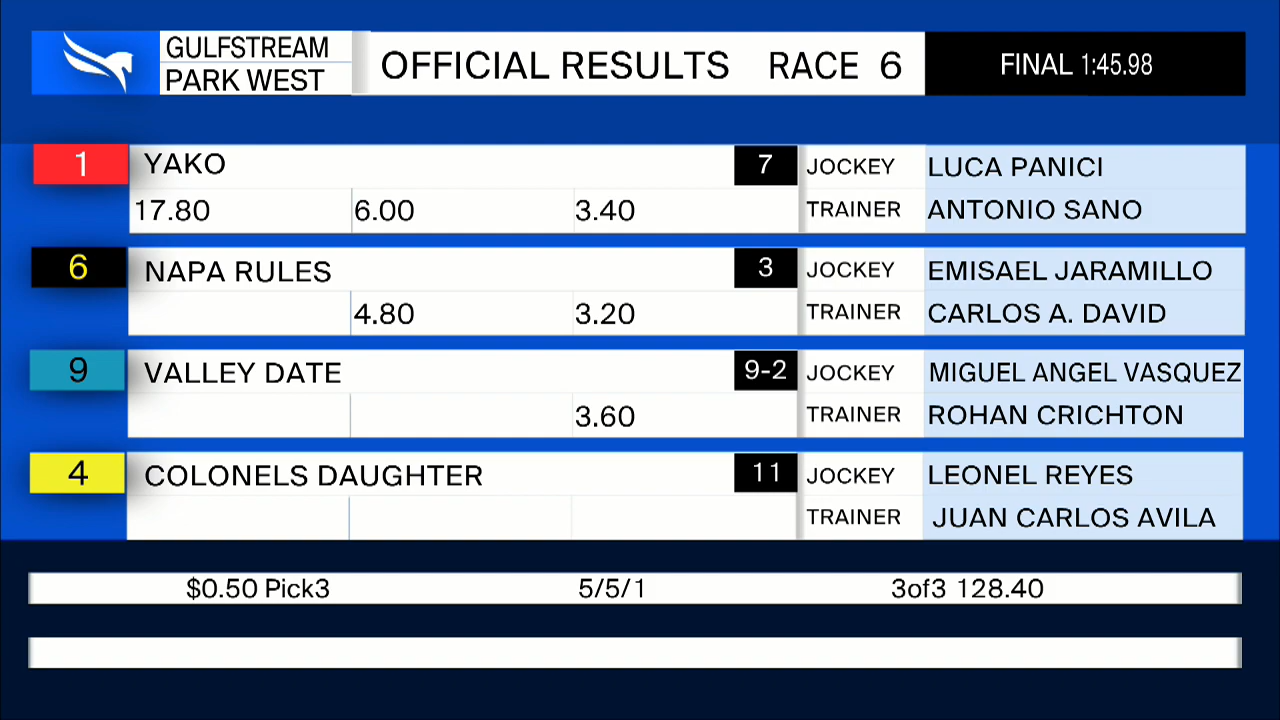 GULFSTREAM
PARK WEST
OFFICIAL RESULTS RACE 6
FINAL 1:45.98
1 YAKO 7 JOCKEY LUCA PANICI
17.80 6.00 3.40 TRAINER ANTONIO SANO
6 NAPA RULES 3 JOCKEY EMISAEL JARAMILLO
4.80 3.20 TRAINER CARLOS A. DAVID
9 VALLEY DATE 9-2 JOCKEY MIGUEL ANGEL VASQUEZ
3.60 TRAINER ROHAN CRICHTON
4 COLONELS DAUGHTER 11 JOCKEY LEONEL REYES
TRAINER JUAN CARLOS AVILA
$0.50 Pick3 5/5/1 3of3 128.40